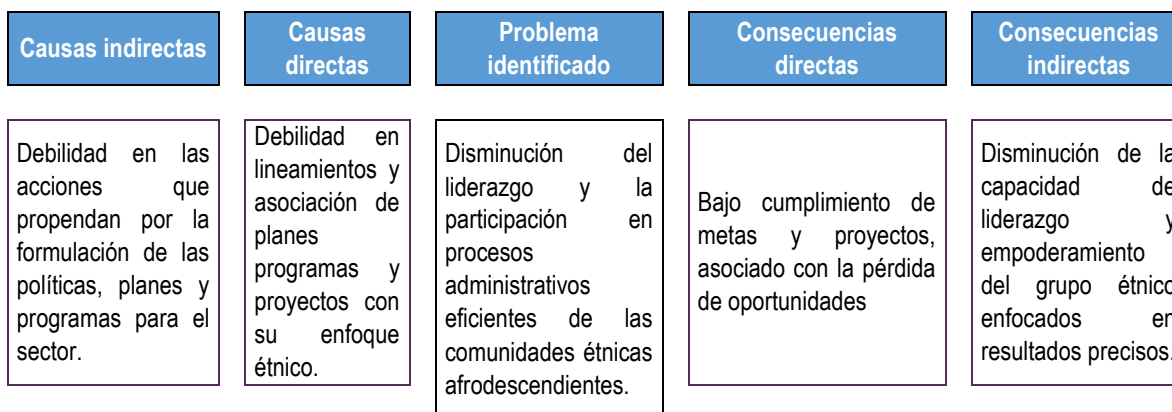 Causas indirectas
Causas
directas
Problema
identificado
Consecuencias
directas
Consecuencias
indirectas
Debilidad en las
acciones que
propendan por la
formulación de las
políticas, planes y
programas para el
sector.
Debilidad en
lineamientos y
asociación de
planes
programas y
proyectos con
su enfoque
étnico.
Disminución del
liderazgo y la
participación en
procesos
administrativos
eficientes de las
comunidades étnicas
afrodescendientes.
Bajo cumplimiento de
metas y proyectos,
asociado con la pérdida
de oportunidades
Disminución de la
capacidad de
liderazgo y
empoderamiento
del grupo étnico
enfocados en
resultados precisos.